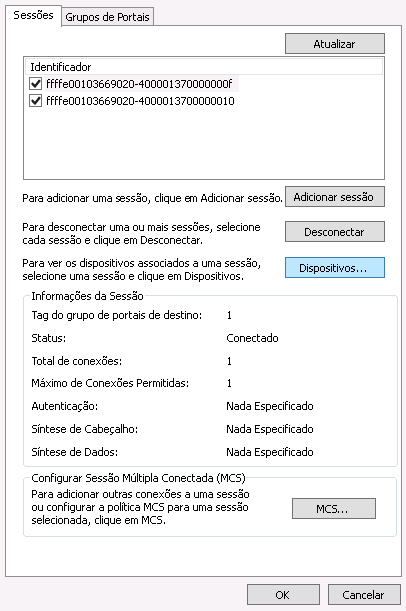 Sessões
Grupos de Portais
Atualizar
Identificador
ffffe00103669020-400001370000000f
ffffe00103669020-4000013700000010
Para adicionar uma sessão, clique em Adicionar sessão.
Adicionar sessão
Para desconectar uma ou mais sessões, selecione
cada sessão e clique em Desconectar.
Desconectar
Para ver os dispositivos associados a uma sessão,
selecione uma sessão e clique em Dispositivos.
Dispositivos...
Informações da Sessão
Tag do grupo de portais de destino: 1
Status: Conectado
Total de conexões: 1
Máximo de Conexões Permitidas: 1
Autenticação: Nada Especificado
Síntese de Cabeçalho: Nada Especificado
Síntese de Dados: Nada Especificado
Configurar Sessão Múltipla Conectada (MCS)
Para adicionar outras conexões a uma sessão
ou configurar a política MCS para uma sessão
selecionada, clique em MCS.
MCS...
OK
Cancelar